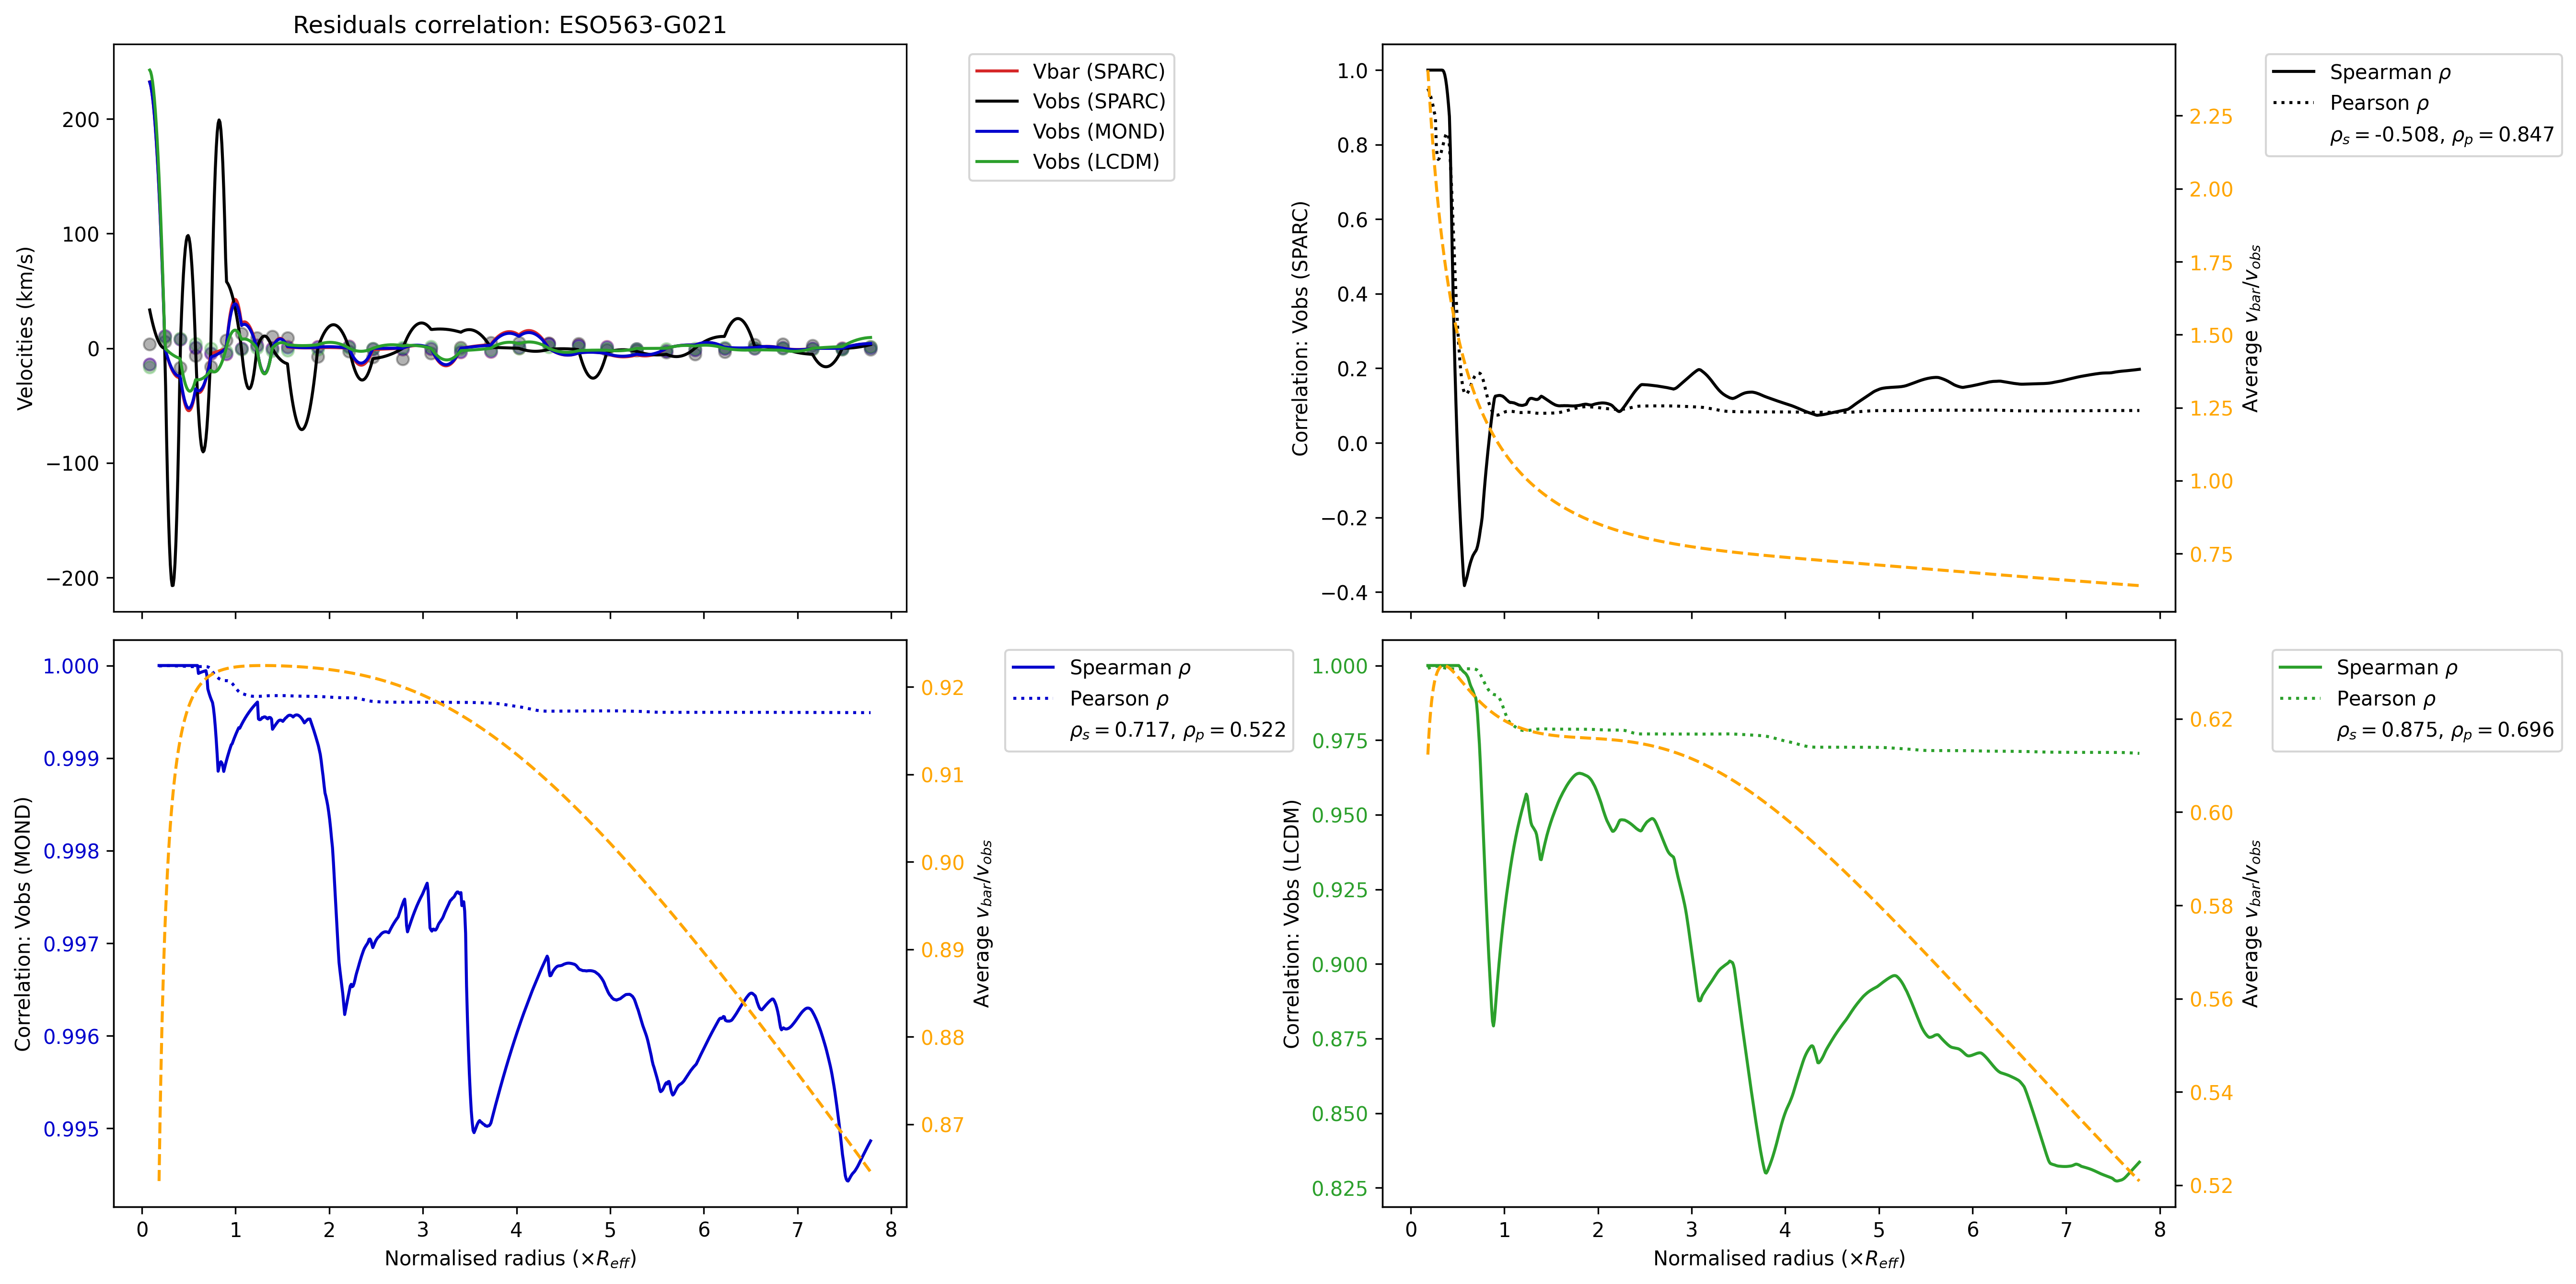 Residuals correlation: ESO563-G021
Velocities (km/s)
200
100
0
−100
−200
Vbar (SPARC)
Vobs (SPARC)
Vobs (MOND)
Vobs (LCDM)
Correlation: Vobs (SPARC)
1.0
0.8
0.6
0.4
0.2
0.0
−0.2
−0.4
2.25
2.00
1.75
1.50
1.25
1.00
0.75
Average v_bar/v_obs
Spearman ρ
Pearson ρ
ρ_s = -0.508, ρ_p = 0.847
Correlation: Vobs (MOND)
1.000
0.999
0.998
0.997
0.996
0.995
0 1 2 3 4 5 6 7 8
Normalised radius (×R_eff)
0.92
0.91
0.90
0.89
0.88
0.87
Average v_bar/v_obs
Spearman ρ
Pearson ρ
ρ_s = 0.717, ρ_p = 0.522
Correlation: Vobs (LCDM)
1.000
0.975
0.950
0.925
0.900
0.875
0.850
0.825
0 1 2 3 4 5 6 7 8
Normalised radius (×R_eff)
0.62
0.60
0.58
0.56
0.54
0.52
Average v_bar/v_obs
Spearman ρ
Pearson ρ
ρ_s = 0.875, ρ_p = 0.696